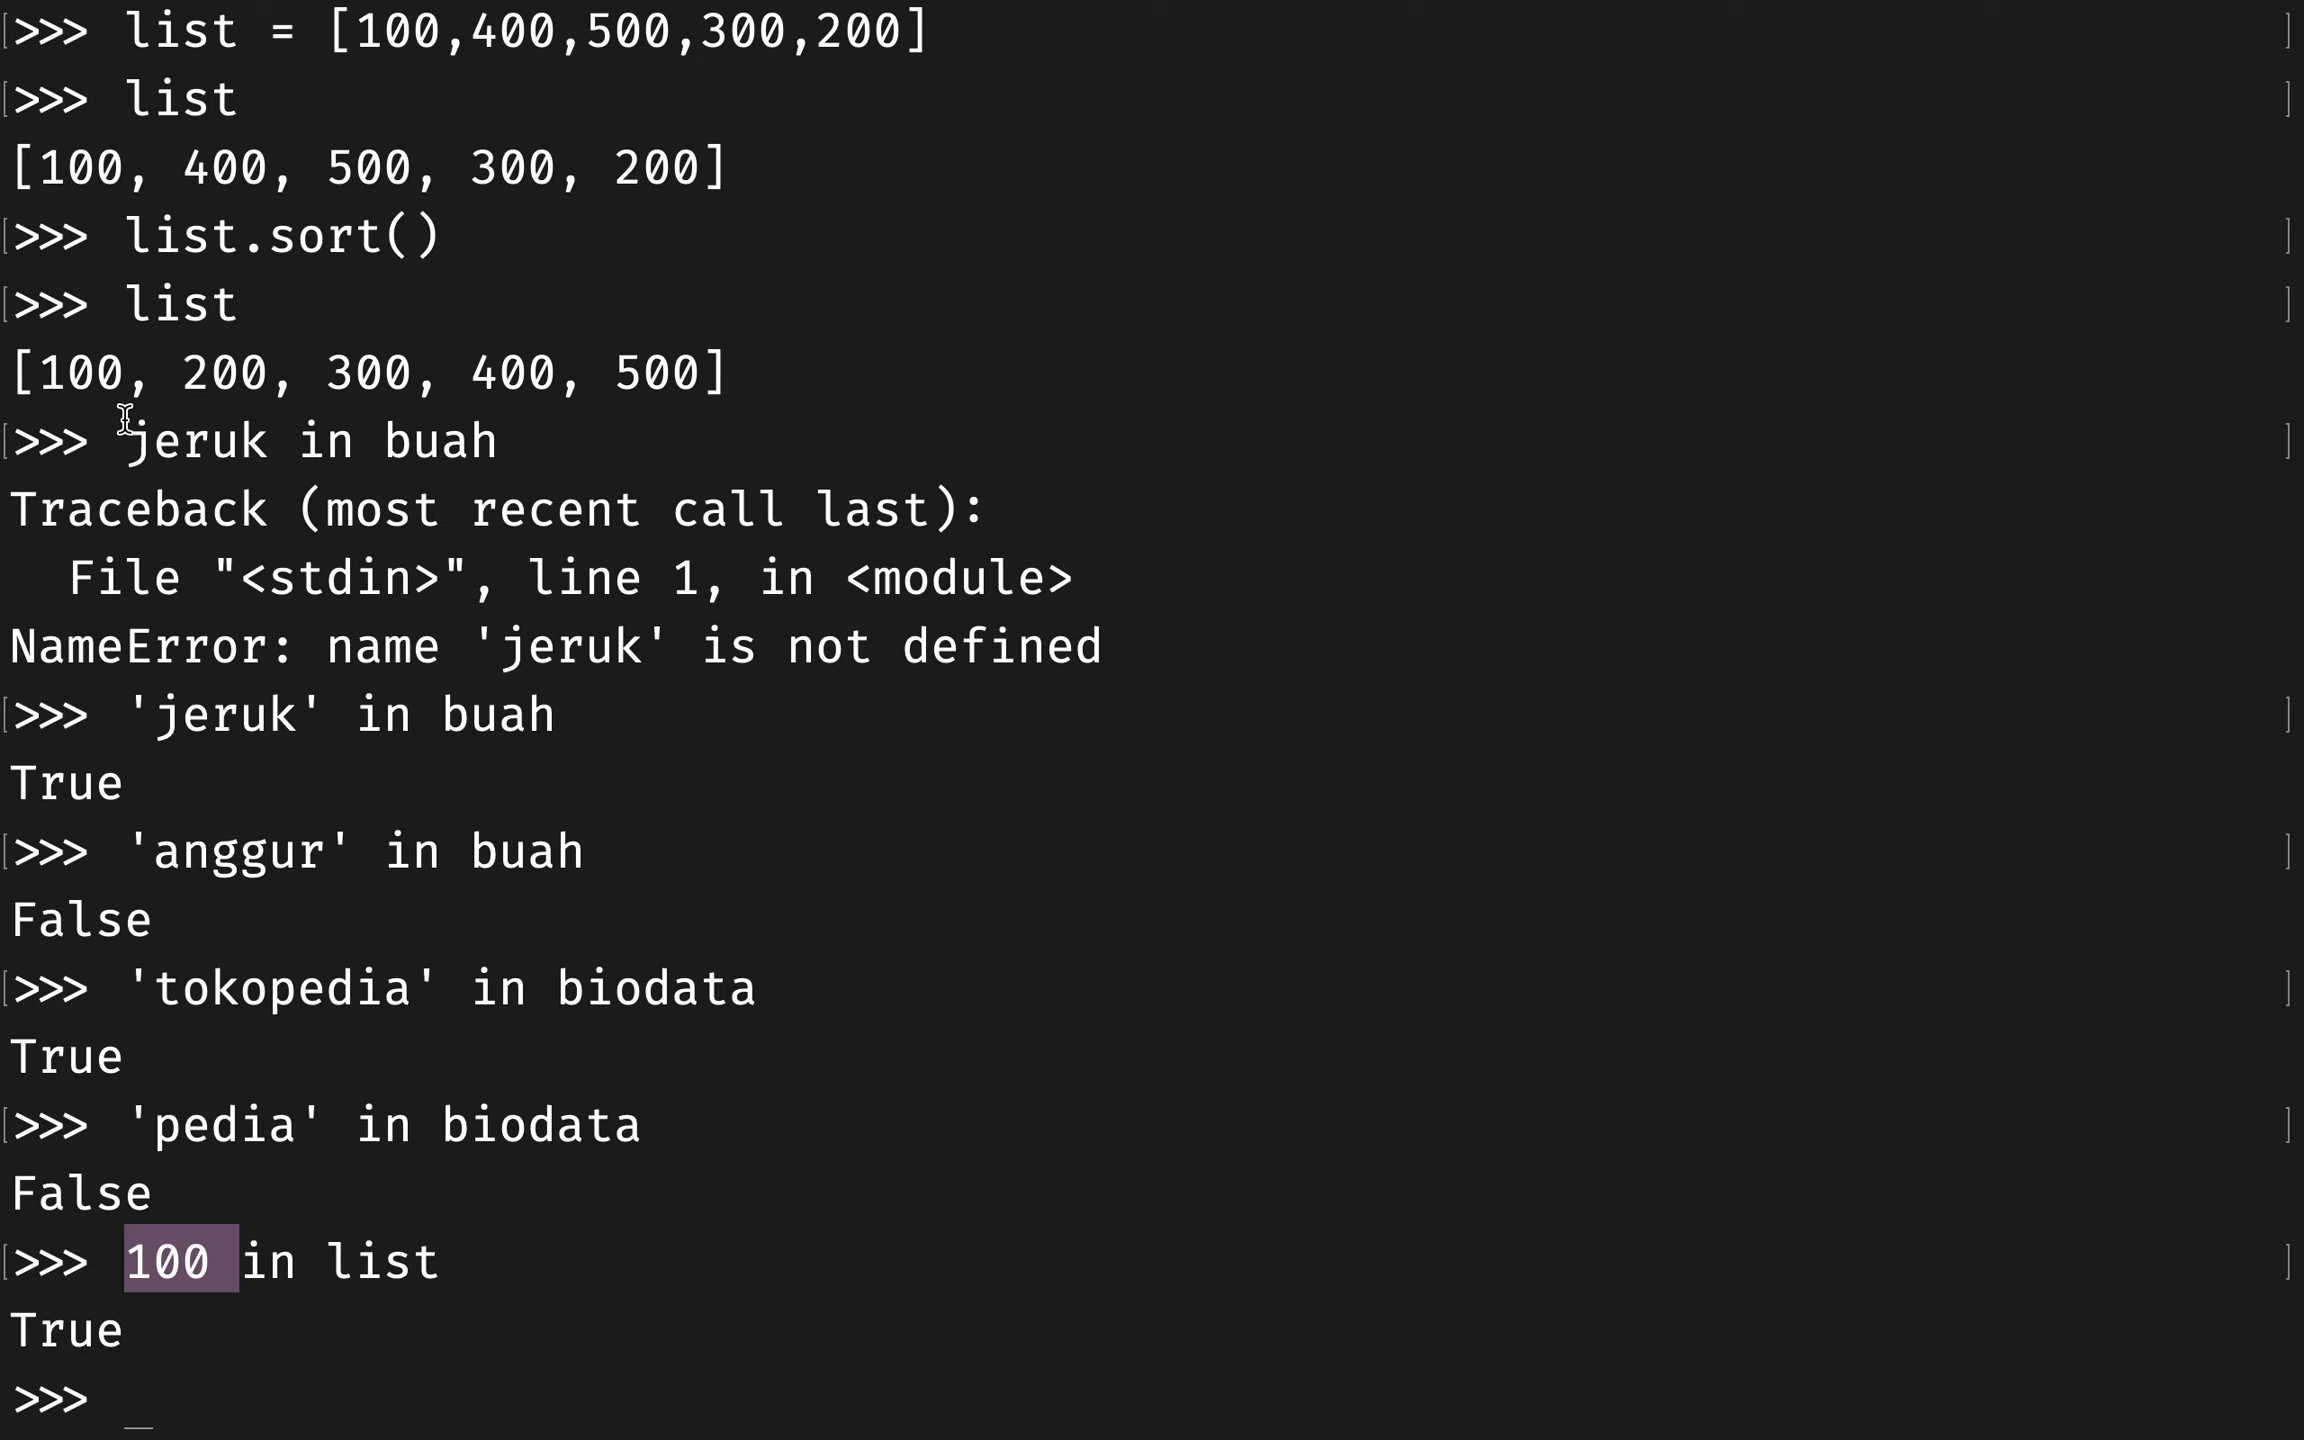 >>> list = [100,400,500,300,200]
>>> list
[100, 400, 500, 300, 200]
>>> list.sort()
>>> list
[100, 200, 300, 400, 500]
>>> jeruk in buah
Traceback (most recent call last):
  File "<stdin>", line 1, in <module>
NameError: name 'jeruk' is not defined
>>> 'jeruk' in buah
True
>>> 'anggur' in buah
False
>>> 'tokopedia' in biodata
True
>>> 'pedia' in biodata
False
>>> 100 in list
True
>>> _